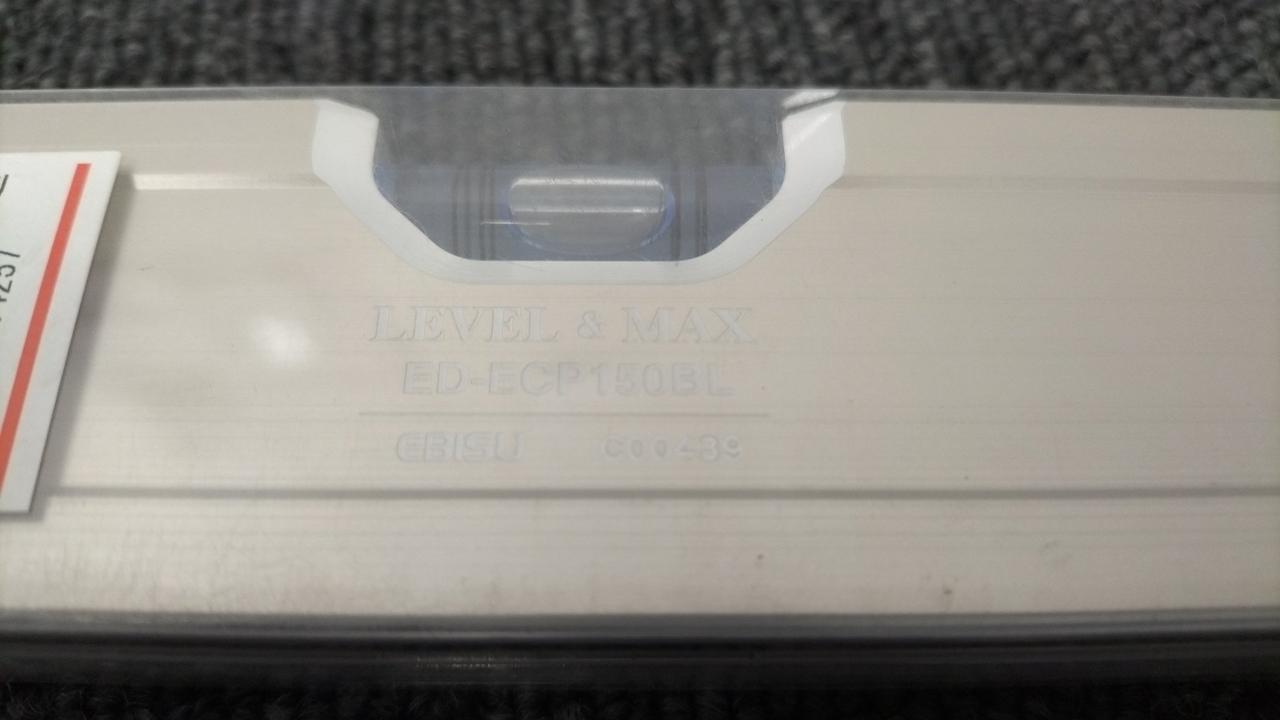 LEVEL & MAX
ED-ECP150BL
EBISU C00439